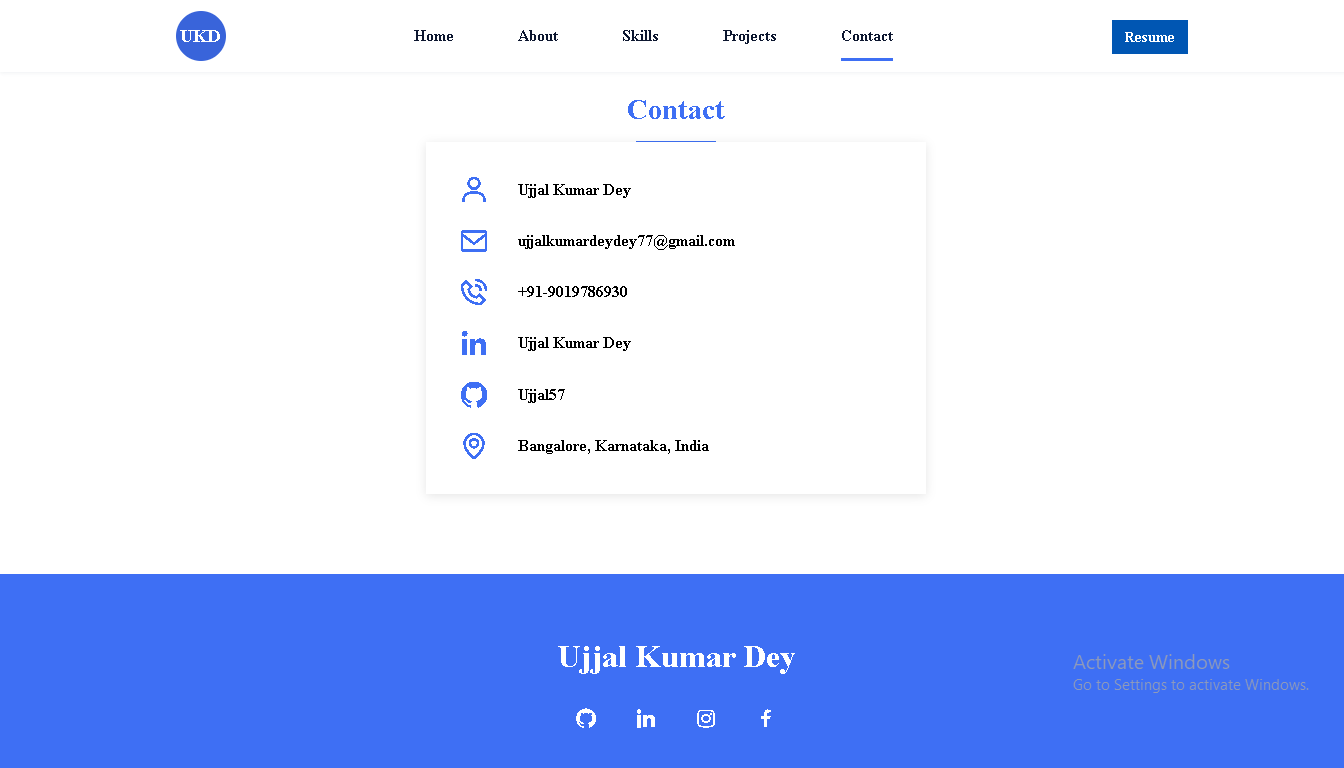 UKD
Home
About
Skills
Projects
Contact
Resume
Contact
Ujjal Kumar Dey
ujjalkumardeydey77@gmail.com
+91-9019786930
Ujjal Kumar Dey
Ujjal57
Bangalore, Karnataka, India
Ujjal Kumar Dey
Activate Windows
Go to Settings to activate Windows.